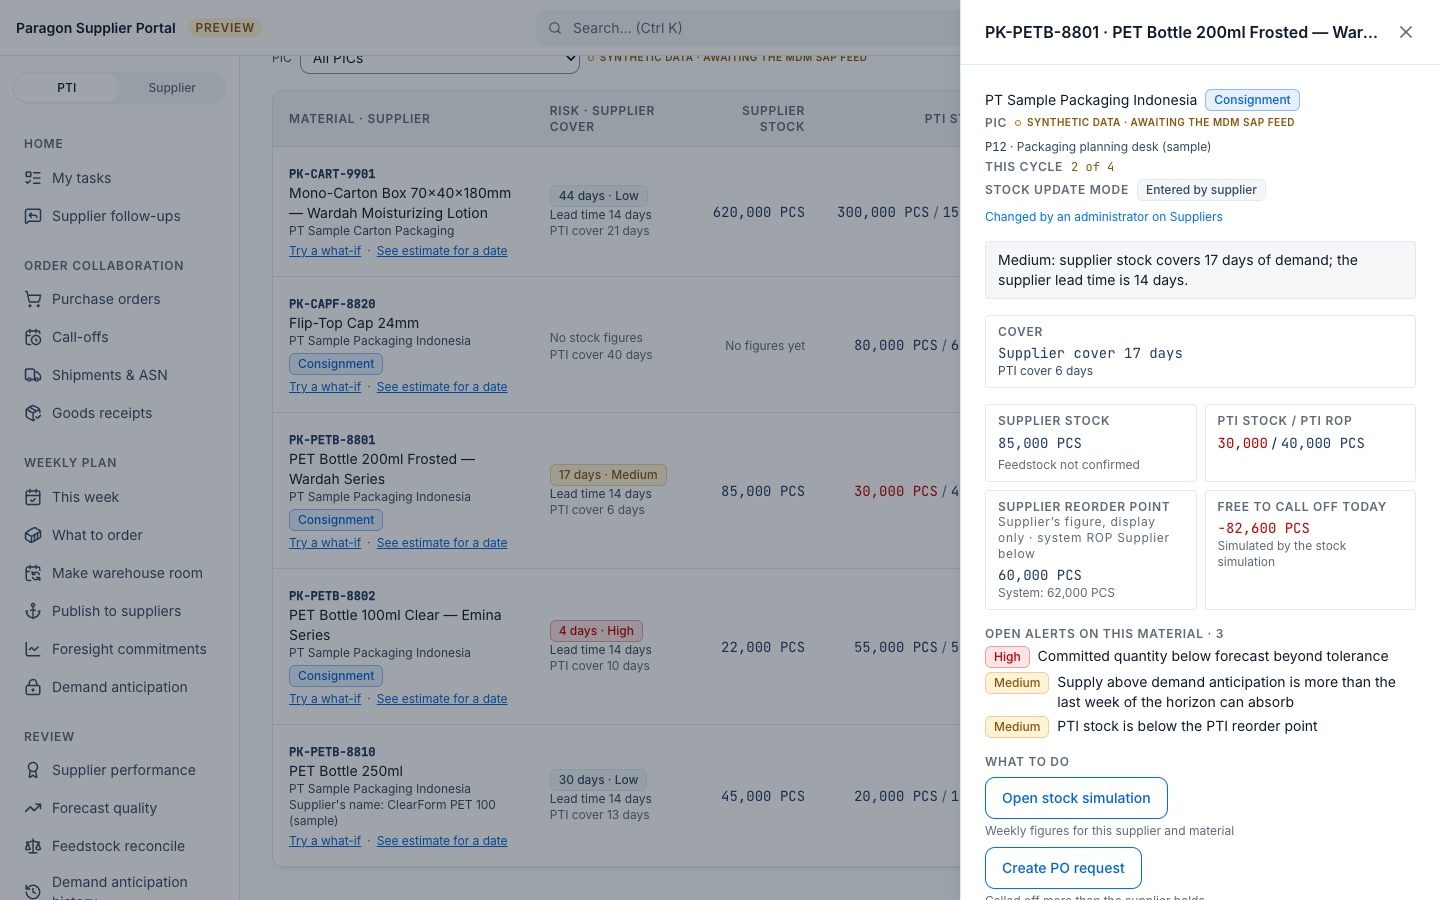 Paragon Supplier Portal PREVIEW
Search... (Ctrl K)
PTI Supplier
HOME
My tasks
Supplier follow-ups
ORDER COLLABORATION
Purchase orders
Call-offs
Shipments & ASN
Goods receipts
WEEKLY PLAN
This week
What to order
Make warehouse room
Publish to suppliers
Foresight commitments
Demand anticipation
REVIEW
Supplier performance
Forecast quality
Feedstock reconcile
Demand anticipation
history
PIC All PICs SYNTHETIC DATA · AWAITING THE MDM SAP FEED
MATERIAL · SUPPLIER
RISK · SUPPLIER
COVER
SUPPLIER
STOCK
PTI ST
PK-CART-9901
Mono-Carton Box 70×40×180mm
— Wardah Moisturizing Lotion
PT Sample Carton Packaging
Try a what-if · See estimate for a date
44 days · Low
Lead time 14 days
PTI cover 21 days
620,000 PCS
300,000 PCS / 15
PK-CAPF-8820
Flip-Top Cap 24mm
PT Sample Packaging Indonesia
Consignment
Try a what-if · See estimate for a date
No stock figures
PTI cover 40 days
No figures yet
80,000 PCS / 6
PK-PETB-8801
PET Bottle 200ml Frosted —
Wardah Series
PT Sample Packaging Indonesia
Consignment
Try a what-if · See estimate for a date
17 days · Medium
Lead time 14 days
PTI cover 6 days
85,000 PCS
30,000 PCS / 4
PK-PETB-8802
PET Bottle 100ml Clear — Emina
Series
PT Sample Packaging Indonesia
Consignment
Try a what-if · See estimate for a date
4 days · High
Lead time 14 days
PTI cover 10 days
22,000 PCS
55,000 PCS / 5
PK-PETB-8810
PET Bottle 250ml
PT Sample Packaging Indonesia
Supplier's name: ClearForm PET 100
(sample)
Try a what-if · See estimate for a date
30 days · Low
Lead time 14 days
PTI cover 13 days
45,000 PCS
20,000 PCS / 1
PK-PETB-8801 · PET Bottle 200ml Frosted — War...
PT Sample Packaging Indonesia Consignment
PIC SYNTHETIC DATA · AWAITING THE MDM SAP FEED
P12 · Packaging planning desk (sample)
THIS CYCLE 2 of 4
STOCK UPDATE MODE Entered by supplier
Changed by an administrator on Suppliers
Medium: supplier stock covers 17 days of demand; the
supplier lead time is 14 days.
COVER
Supplier cover 17 days
PTI cover 6 days
SUPPLIER STOCK
85,000 PCS
Feedstock not confirmed
PTI STOCK / PTI ROP
30,000 / 40,000 PCS
SUPPLIER REORDER POINT
Supplier's figure, display
only · system ROP Supplier
below
60,000 PCS
System: 62,000 PCS
FREE TO CALL OFF TODAY
-82,600 PCS
Simulated by the stock
simulation
OPEN ALERTS ON THIS MATERIAL · 3
High Committed quantity below forecast beyond tolerance
Medium Supply above demand anticipation is more than the
last week of the horizon can absorb
Medium PTI stock is below the PTI reorder point
WHAT TO DO
Open stock simulation
Weekly figures for this supplier and material
Create PO request
Called off more than the supplier holds